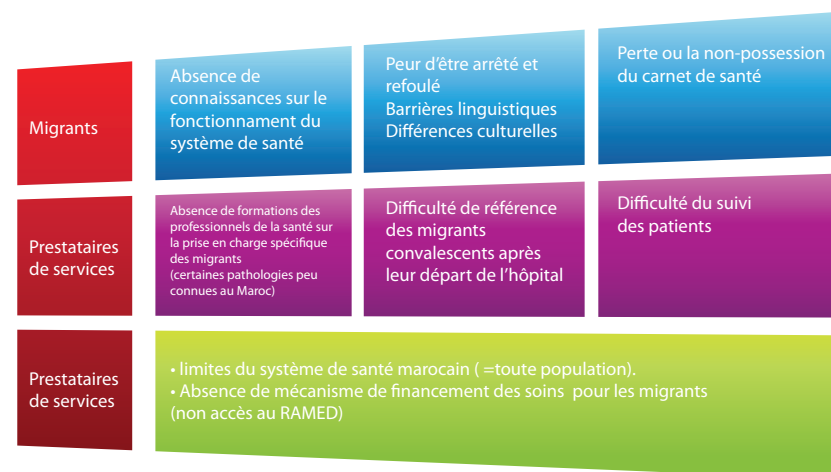 Migrants
Absence de
connaissances sur le
fonctionnament du
système de santé
Peur d’être arrêté et
refoulé
Barrières linguistiques
Différences culturelles
Perte ou la non-possession
du carnet de santé
Prestataires
de services
Absence de formations des
professionnels de la santé sur
la prise en charge spécifique
des migrants
(certaines pathologies peu
connues au Maroc)
Difficulté de référence
des migrants
convalescents après
leur départ de l’hôpital
Difficulté du suivi
des patients
Prestataires
de services
• limites du système de santé marocain ( =toute population).
• Absence de mécanisme de financement des soins pour les migrants
(non accès au RAMED)